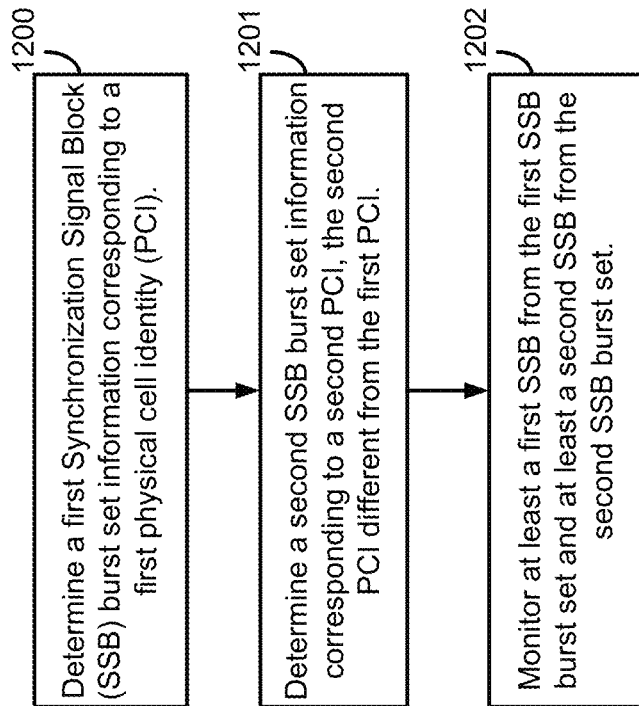 1200
Determine a first Synchronization Signal Block
(SSB) burst set information corresponding to a
first physical cell identity (PCI).
1201
Determine a second SSB burst set information
corresponding to a second PCI, the second
PCI different from the first PCI.
1202
Monitor at least a first SSB from the first SSB
burst set and at least a second SSB from the
second SSB burst set.